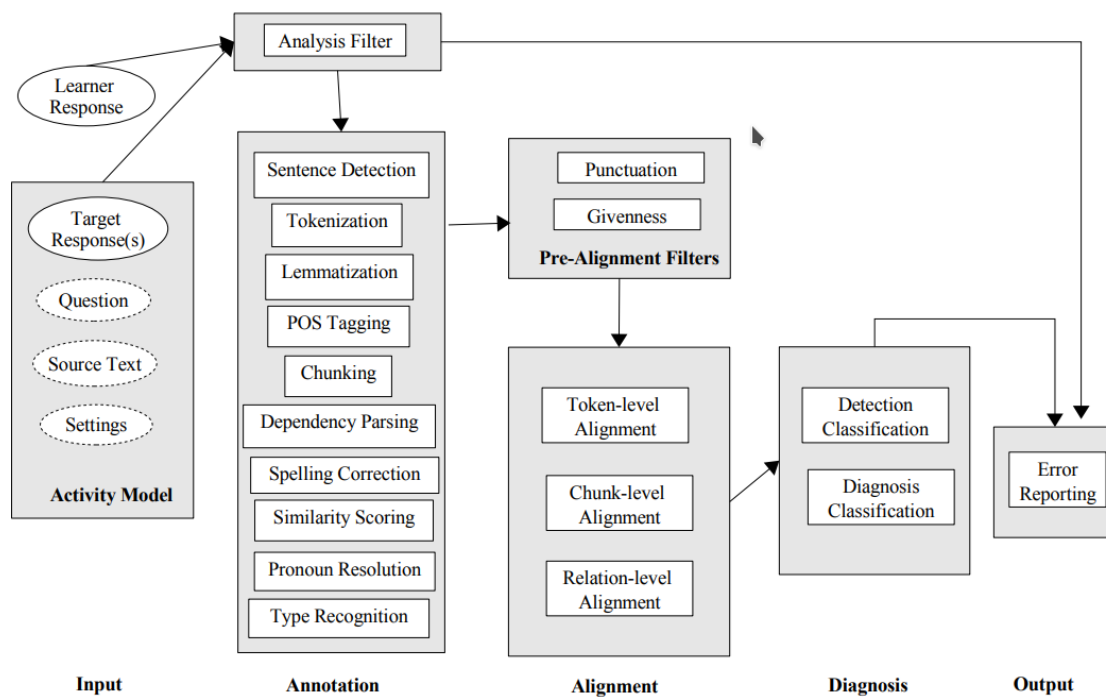 Analysis Filter
Learner
Response
Target
Response(s)
Question
Source Text
Settings
Activity Model
Sentence Detection
Tokenization
Lemmatization
POS Tagging
Chunking
Dependency Parsing
Spelling Correction
Similarity Scoring
Pronoun Resolution
Type Recognition
Punctuation
Givenness
Pre-Alignment Filters
Token-level
Alignment
Chunk-level
Alignment
Relation-level
Alignment
Detection
Classification
Diagnosis
Classification
Error
Reporting
Input
Annotation
Alignment
Diagnosis
Output